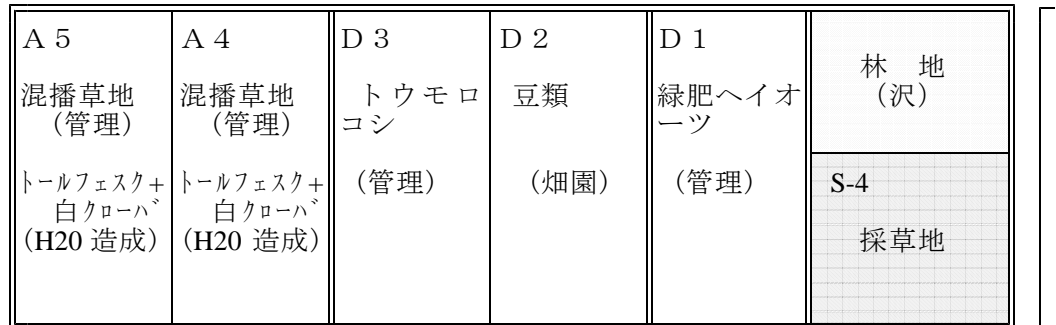 Ａ５
混播草地
（管理）
ﾄｰﾙﾌｪｽｸ+
白ｸﾛｰﾊﾞ
（H20 造成）
Ａ４
混播草地
（管理）
ﾄｰﾙﾌｪｽｸ+
白ｸﾛｰﾊﾞ
（H20 造成）
Ｄ３
トウモロ
コシ
（管理）
Ｄ２
豆類
（畑園）
Ｄ１
緑肥ヘイオ
ーツ
（管理）
林　地
（沢）
S-4
採草地